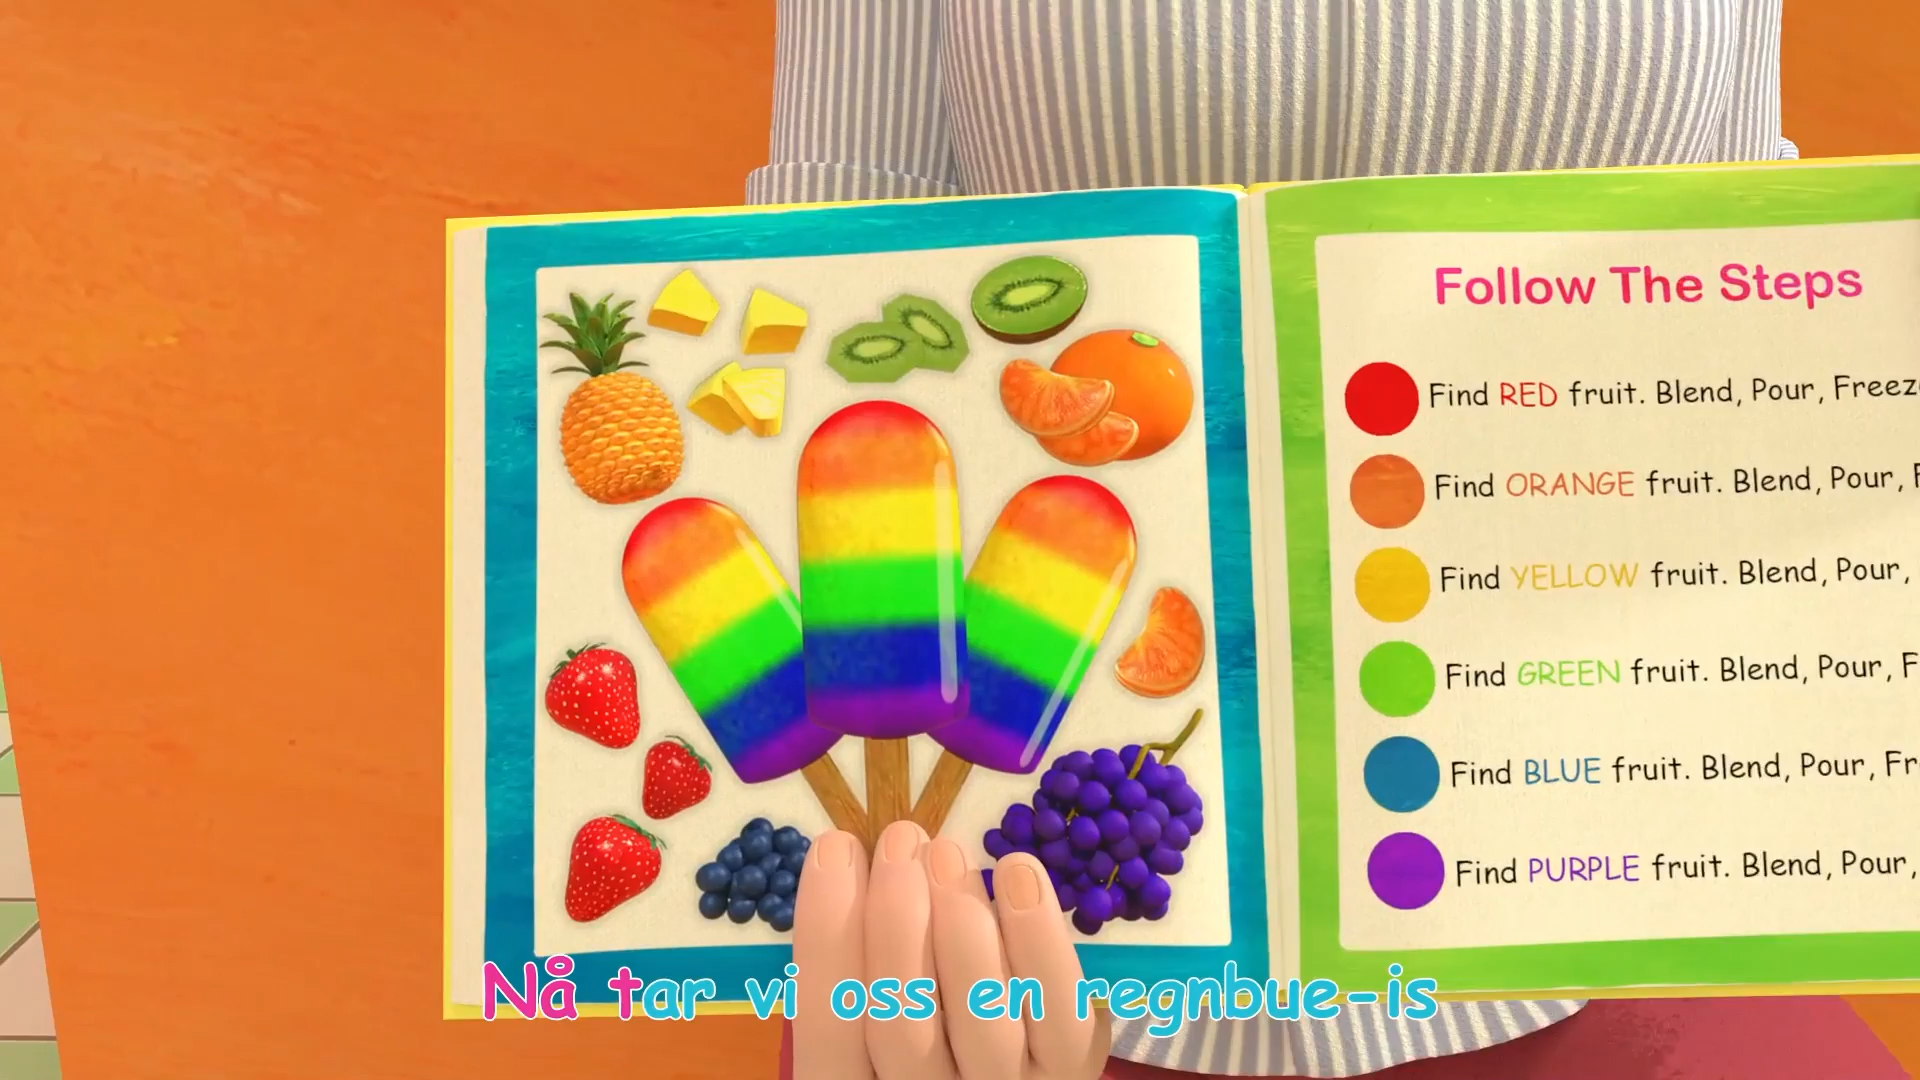 Follow The Steps
Find RED fruit. Blend, Pour, Freeze
Find ORANGE fruit. Blend, Pour,
Find YELLOW fruit. Blend, Pour,
Find GREEN fruit. Blend, Pour,
Find BLUE fruit. Blend, Pour,
Find PURPLE fruit. Blend, Pour,
Nå tar vi oss en regnbue-is